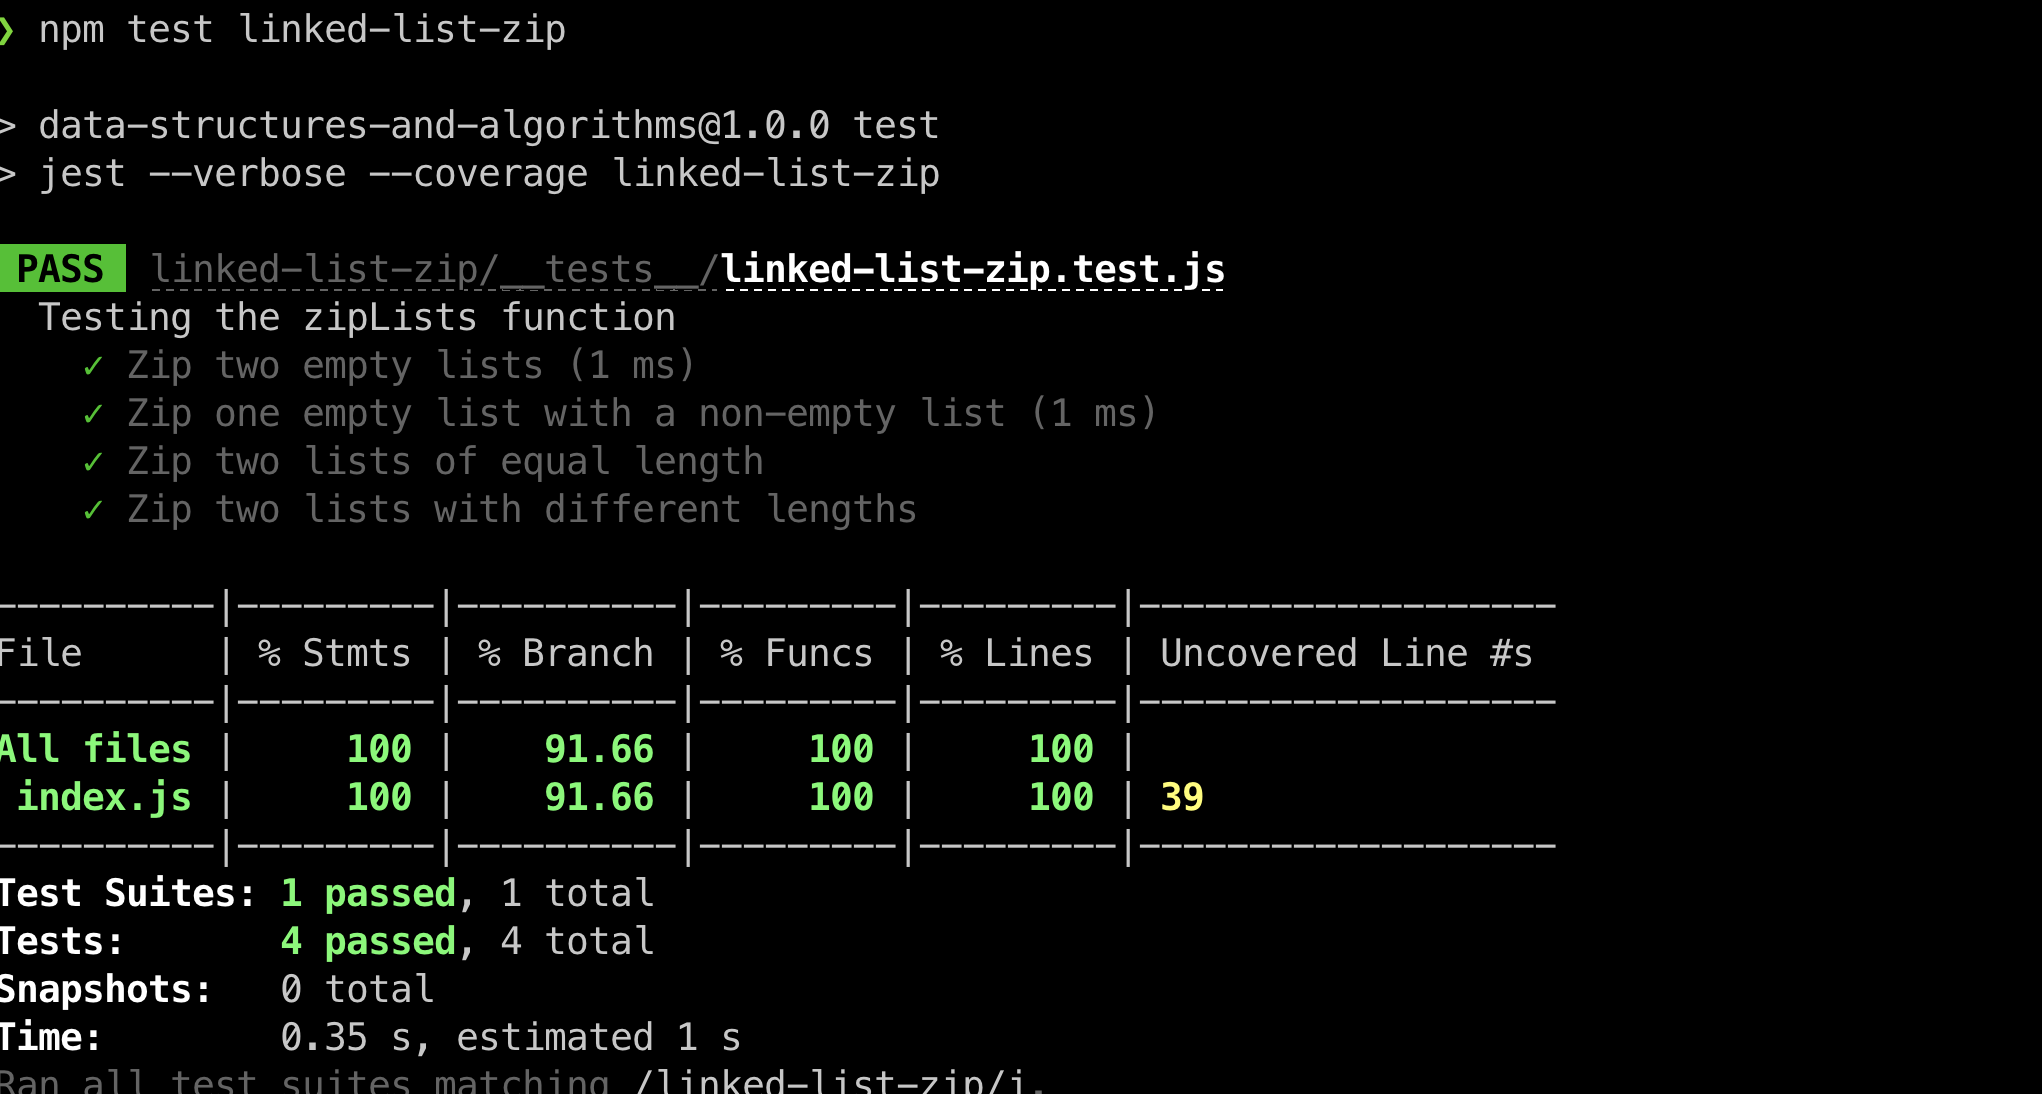 ❯ npm test linked-list-zip
> data-structures-and-algorithms@1.0.0 test
> jest --verbose --coverage linked-list-zip
PASS linked-list-zip/__tests__/linked-list-zip.test.js
Testing the zipLists function
✓ Zip two empty lists (1 ms)
✓ Zip one empty list with a non-empty list (1 ms)
✓ Zip two lists of equal length
✓ Zip two lists with different lengths
----------|---------|----------|---------|---------|-------------------
File      | % Stmts | % Branch | % Funcs | % Lines | Uncovered Line #s
----------|---------|----------|---------|---------|-------------------
All files |     100 |    91.66 |     100 |     100 |
 index.js |     100 |    91.66 |     100 |     100 | 39
----------|---------|----------|---------|---------|-------------------
Test Suites: 1 passed, 1 total
Tests:       4 passed, 4 total
Snapshots:   0 total
Time:        0.35 s, estimated 1 s
Ran all test suites matching /linked-list-zip/i.